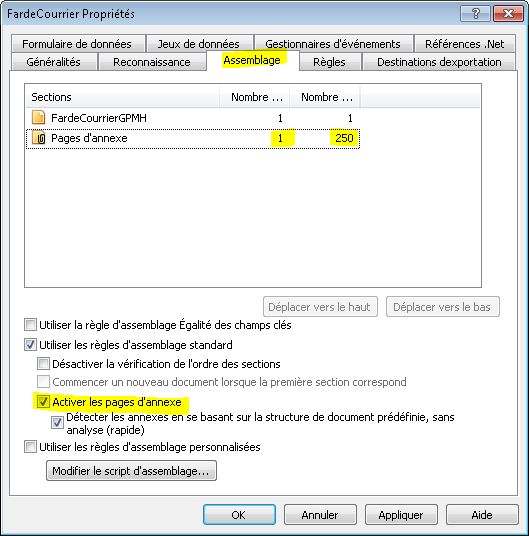 FardeCourrier Propriétés
Formulaire de données Jeux de données Gestionnaires d'événements Références .Net
Généralités Reconnaissance Assemblage Règles Destinations dexportation
Sections Nombre ... Nombre ...
FardeCourrierGPMH 1 1
Pages d'annexe 1 250
Déplacer vers le haut Déplacer vers le bas
Utiliser la règle d'assemblage Égalité des champs clés
Utiliser les règles d'assemblage standard
Désactiver la vérification de l'ordre des sections
Commencer un nouveau document lorsque la première section correspond
Activer les pages d'annexe
Détecter les annexes en se basant sur la structure de document prédéfinie, sans
analyse (rapide)
Utiliser les règles d'assemblage personnalisées
Modifier le script d'assemblage...
OK Annuler Appliquer Aide